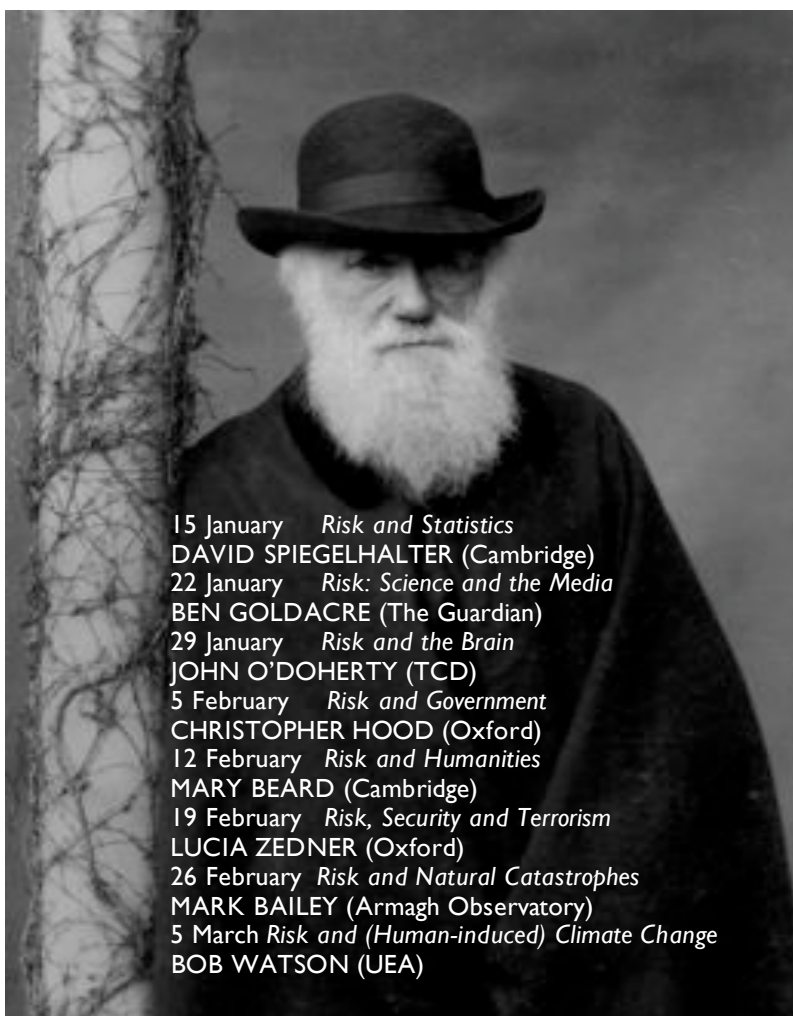 15 January Risk and Statistics
DAVID SPIEGELHALTER (Cambridge)
22 January Risk: Science and the Media
BEN GOLDACRE (The Guardian)
29 January Risk and the Brain
JOHN O’DOHERTY (TCD)
5 February Risk and Government
CHRISTOPHER HOOD (Oxford)
12 February Risk and Humanities
MARY BEARD (Cambridge)
19 February Risk, Security and Terrorism
LUCIA ZEDNER (Oxford)
26 February Risk and Natural Catastrophes
MARK BAILEY (Armagh Observatory)
5 March Risk and (Human-induced) Climate Change
BOB WATSON (UEA)